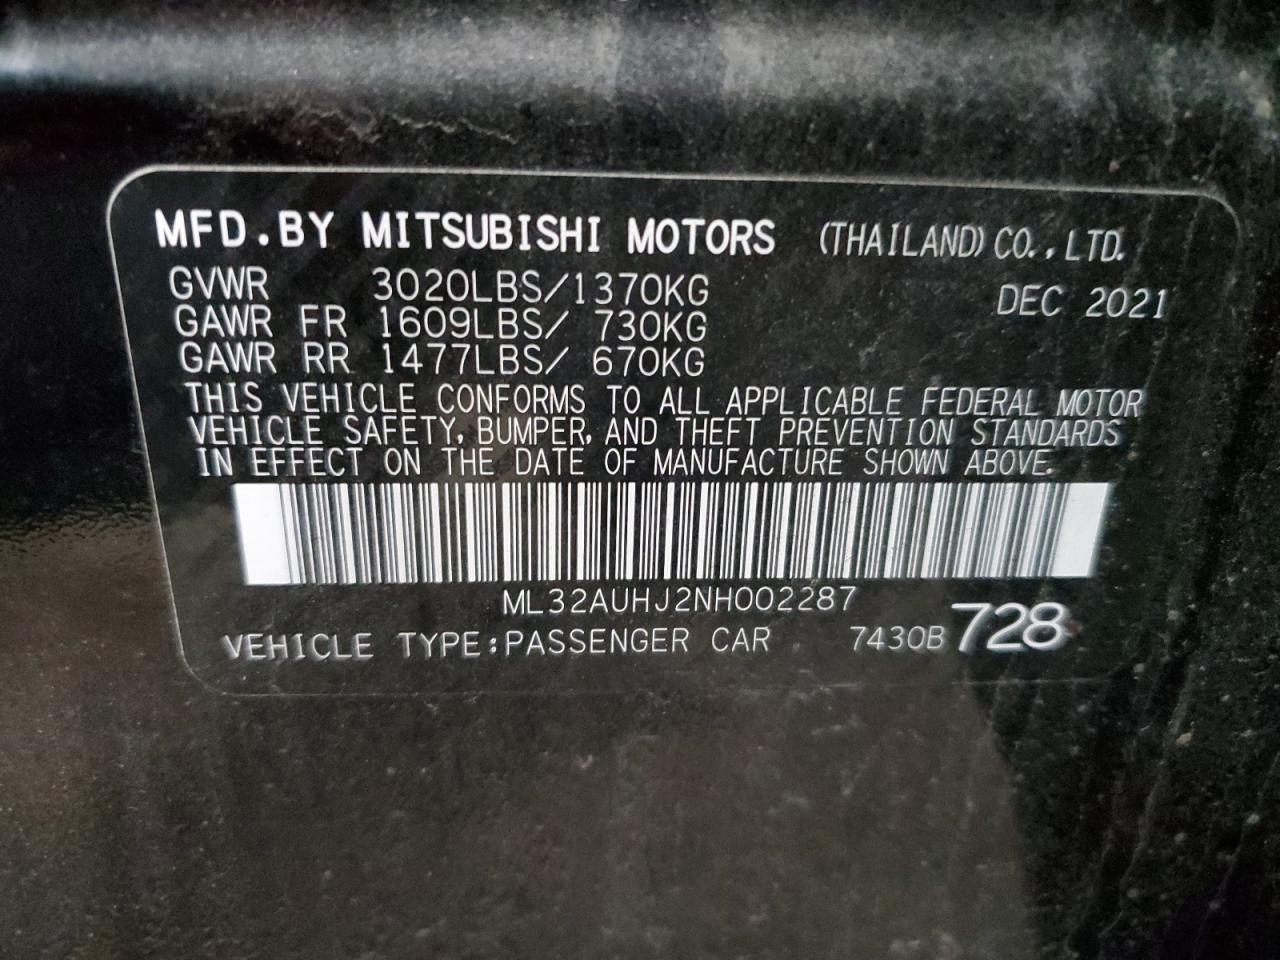 MFD.BY MITSUBISHI MOTORS (THAILAND) CO.,LTD.
GVWR 3020LBS/1370KG DEC 2021
GAWR FR 1609LBS/ 730KG
GAWR RR 1477LBS/ 670KG
THIS VEHICLE CONFORMS TO ALL APPLICABLE FEDERAL MOTOR
VEHICLE SAFETY, BUMPER, AND THEFT PREVENTION STANDARDS
IN EFFECT ON THE DATE OF MANUFACTURE SHOWN ABOVE.
ML32AUHJ2NH002287
VEHICLE TYPE:PASSENGER CAR 7430B 728